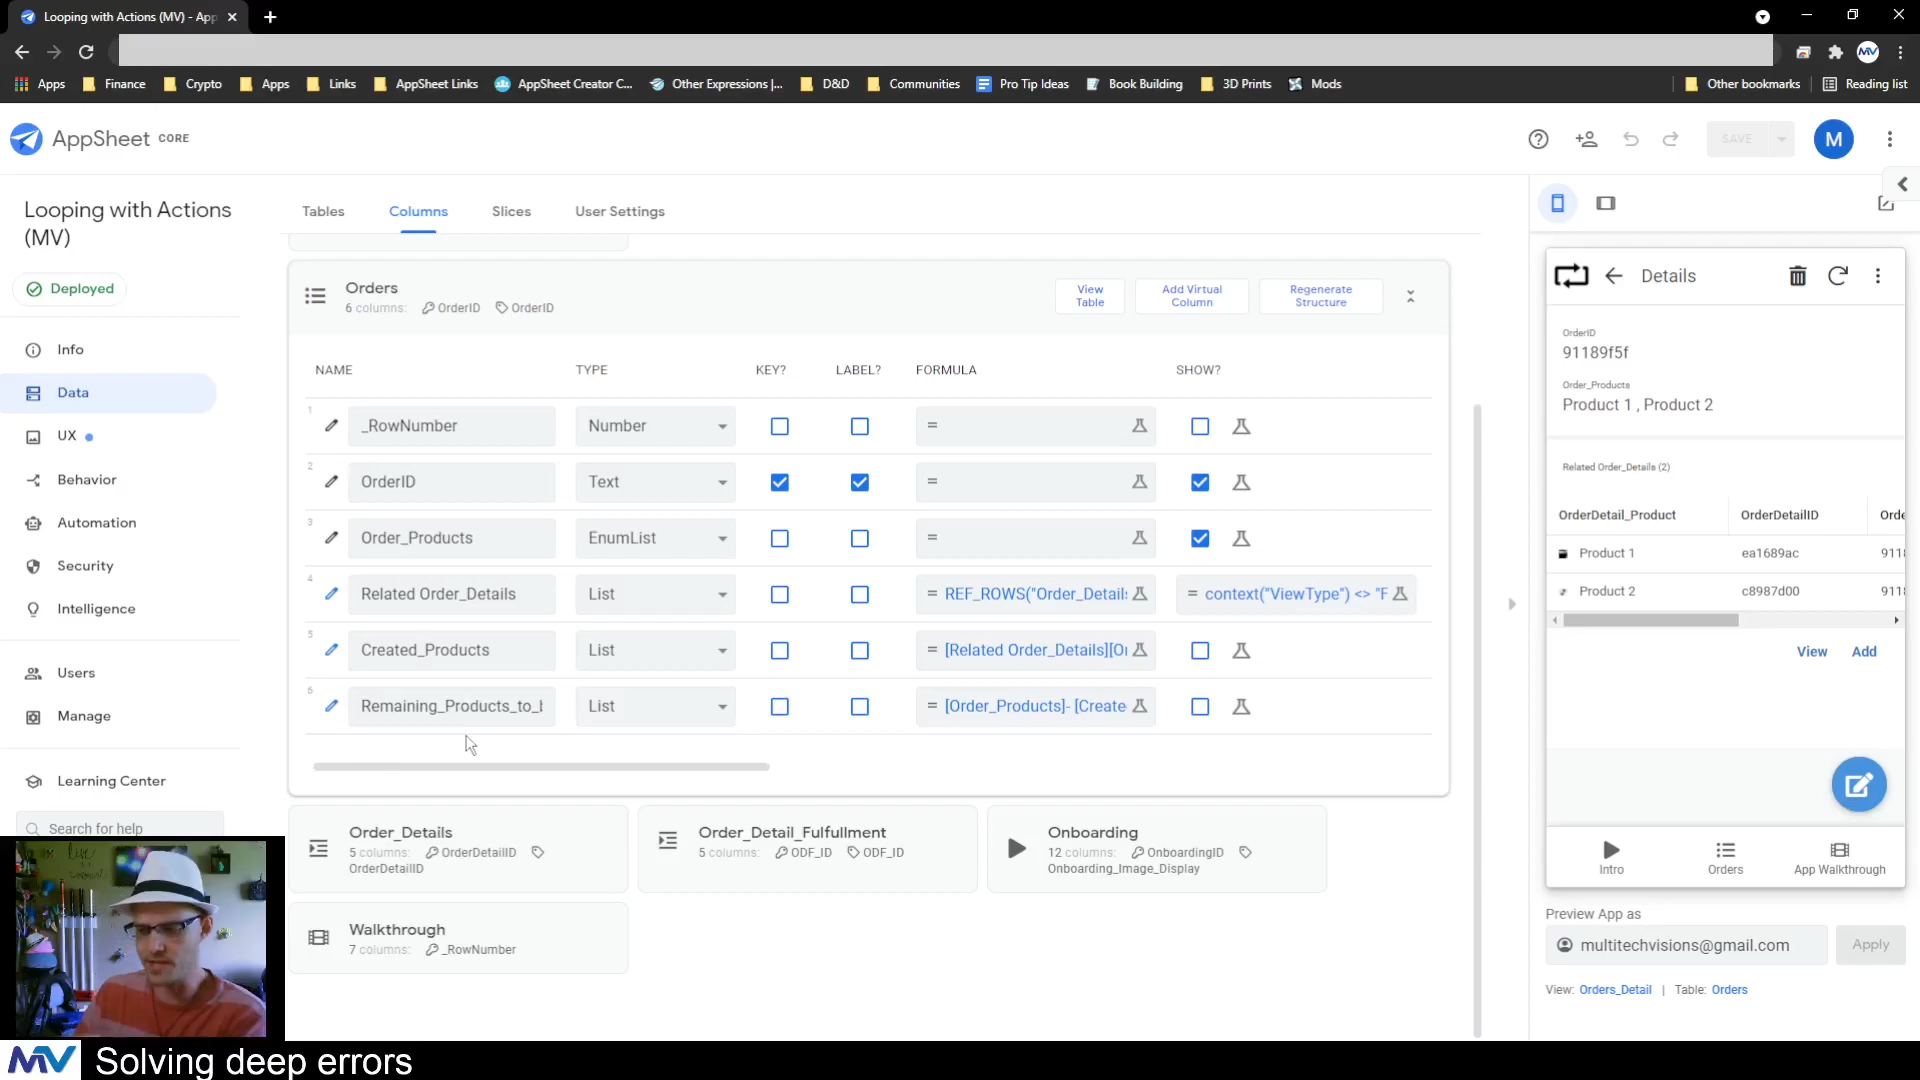 Looping with Actions (MV) - App
Apps
Finance
Crypto
Apps
Links
AppSheet Links
AppSheet Creator C...
Other Expressions |...
D&D
Communities
Pro Tip Ideas
Book Building
3D Prints
Mods
Other bookmarks
Reading list
MV
AppSheet CORE
SAVE
M
Looping with Actions
(MV)
Deployed
Info
Data
UX
Behavior
Automation
Security
Intelligence
Users
Manage
Learning Center
Search for help
Tables
Columns
Slices
User Settings
Orders
6 columns: OrderID OrderID
View
Table
Add Virtual
Column
Regenerate
Structure
NAME TYPE KEY? LABEL? FORMULA SHOW?
1 _RowNumber Number =
2 OrderID Text =
3 Order_Products EnumList =
4 Related Order_Details List = REF_ROWS("Order_Details = context("ViewType") <> "F
5 Created_Products List = [Related Order_Details][Or
6 Remaining_Products_to_b List = [Order_Products]- [Create
Order_Details
5 columns: OrderDetailID
OrderDetailID
Order_Detail_Fulfullment
5 columns: ODF_ID ODF_ID
Onboarding
12 columns: OnboardingID
Onboarding_Image_Display
Walkthrough
7 columns: _RowNumber
Details
OrderID
91189f5f
Order_Products
Product 1 , Product 2
Related Order_Details (2)
OrderDetail_Product OrderDetailID Orde
Product 1 ea1689ac 911
Product 2 c8987d00 911
View Add
Intro
Orders
App Walkthrough
Preview App as
multitechvisions@gmail.com
Apply
View: Orders_Detail | Table: Orders
MV Solving deep errors